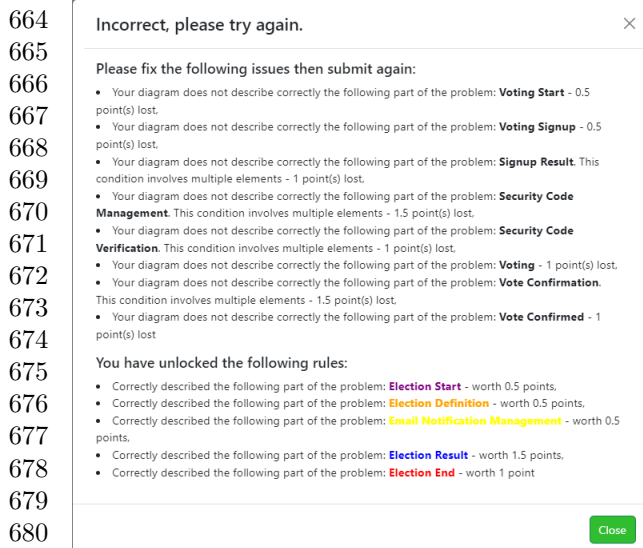 664
665
666
667
668
669
670
671
672
673
674
675
676
677
678
679
680
Incorrect, please try again.
×
Please fix the following issues then submit again:
• Your diagram does not describe correctly the following part of the problem: Voting Start - 0.5
point(s) lost,
• Your diagram does not describe correctly the following part of the problem: Voting Signup - 0.5
point(s) lost,
• Your diagram does not describe correctly the following part of the problem: Signup Result. This
condition involves multiple elements - 1 point(s) lost,
• Your diagram does not describe correctly the following part of the problem: Security Code
Management. This condition involves multiple elements - 1.5 point(s) lost,
• Your diagram does not describe correctly the following part of the problem: Security Code
Verification. This condition involves multiple elements - 1 point(s) lost,
• Your diagram does not describe correctly the following part of the problem: Voting - 1 point(s) lost,
• Your diagram does not describe correctly the following part of the problem: Vote Confirmation.
This condition involves multiple elements - 1.5 point(s) lost,
• Your diagram does not describe correctly the following part of the problem: Vote Confirmed - 1
point(s) lost
You have unlocked the following rules:
• Correctly described the following part of the problem: Election Start - worth 0.5 points,
• Correctly described the following part of the problem: Election Definition - worth 0.5 points,
• Correctly described the following part of the problem: Email Notification Management - worth 0.5
points,
• Correctly described the following part of the problem: Election Result - worth 1.5 points,
• Correctly described the following part of the problem: Election End - worth 1 point
Close